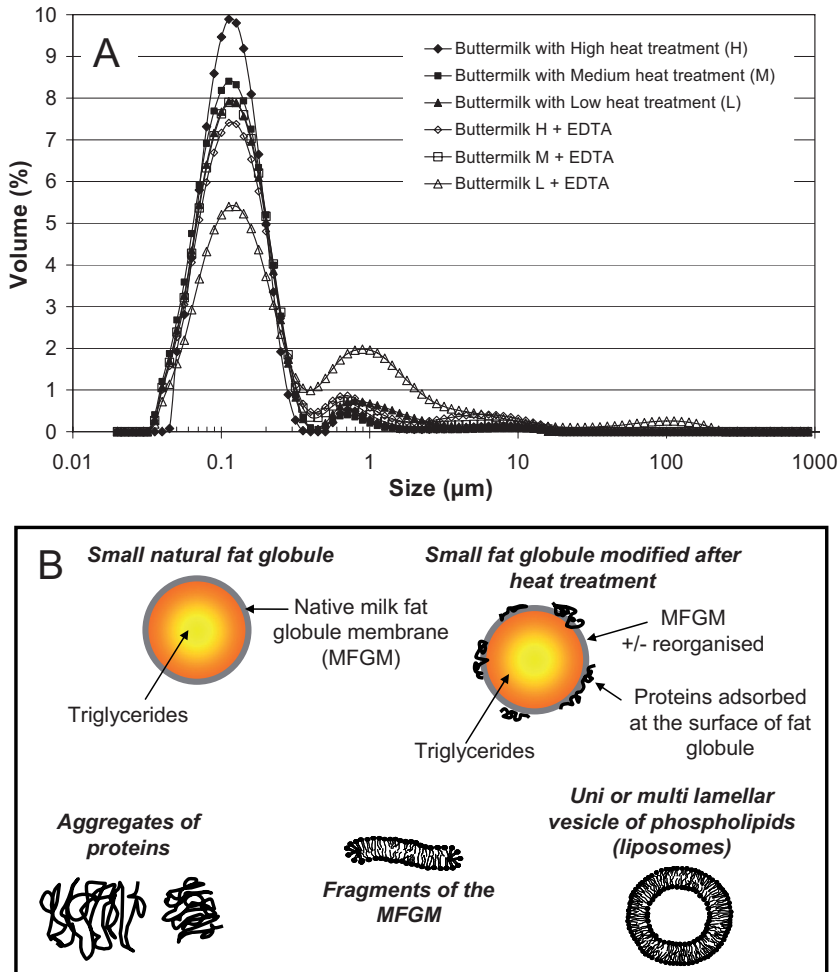 A
10
9
8
7
6
5
4
3
2
1
0
Volume (%)
Buttermilk with High heat treatment (H)
Buttermilk with Medium heat treatment (M)
Buttermilk with Low heat treatment (L)
Buttermilk H + EDTA
Buttermilk M + EDTA
Buttermilk L + EDTA
0.01
0.1
1
10
100
1000
Size (µm)
B
Small natural fat globule
Native milk fat
globule membrane
(MFGM)
Triglycerides
Small fat globule modified after
heat treatment
MFGM
+/- reorganised
Proteins adsorbed
at the surface of fat
globule
Triglycerides
Aggregates of
proteins
Fragments of the
MFGM
Uni or multi lamellar
vesicle of phospholipids
(liposomes)